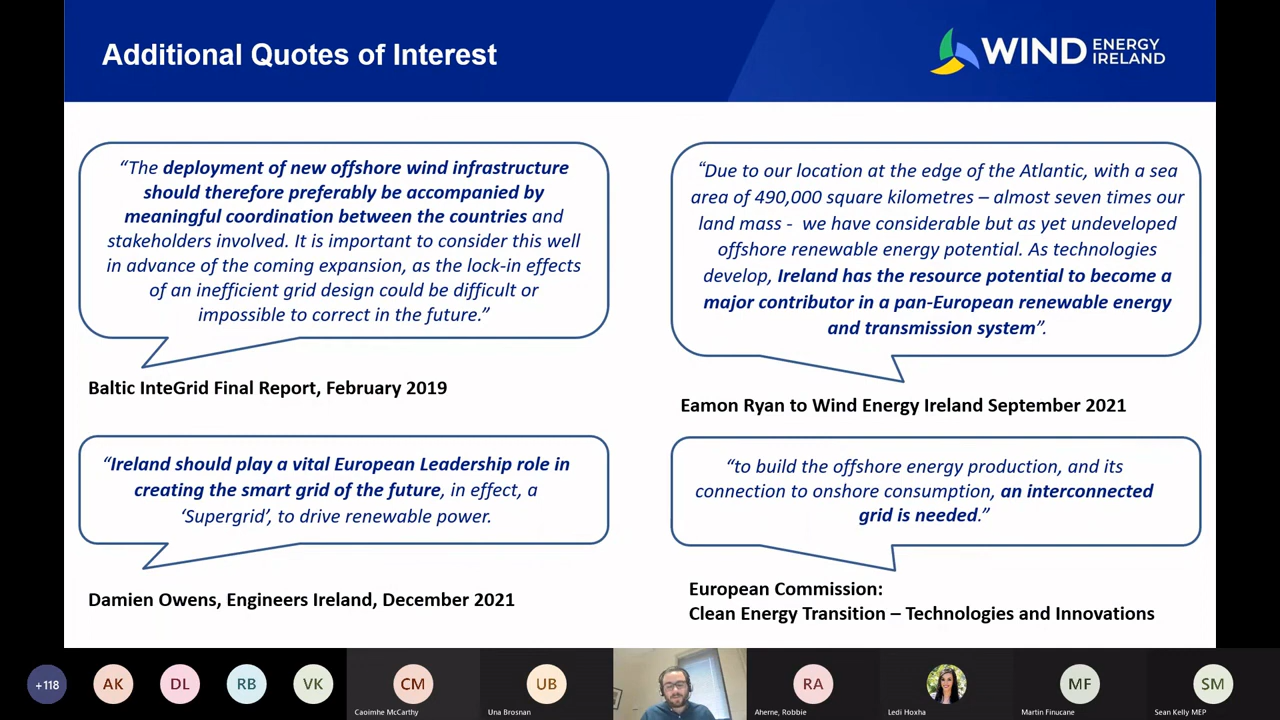 Additional Quotes of Interest
WIND ENERGY
IRELAND
“The deployment of new offshore wind infrastructure
should therefore preferably be accompanied by
meaningful coordination between the countries and
stakeholders involved. It is important to consider this well
in advance of the coming expansion, as the lock-in effects
of an inefficient grid design could be difficult or
impossible to correct in the future.”
Baltic InteGrid Final Report, February 2019
“Due to our location at the edge of the Atlantic, with a sea
area of 490,000 square kilometres – almost seven times our
land mass - we have considerable but as yet undeveloped
offshore renewable energy potential. As technologies
develop, Ireland has the resource potential to become a
major contributor in a pan-European renewable energy
and transmission system”.
Eamon Ryan to Wind Energy Ireland September 2021
“Ireland should play a vital European Leadership role in
creating the smart grid of the future, in effect, a
‘Supergrid’, to drive renewable power.
Damien Owens, Engineers Ireland, December 2021
“to build the offshore energy production, and its
connection to onshore consumption, an interconnected
grid is needed.”
European Commission:
Clean Energy Transition – Technologies and Innovations
+118
AK
DL
RB
VK
CM
Caoimhe McCarthy
UB
Una Brosnan
RA
Aherne, Robbie
Ledi Hoxha
MF
Martin Finucane
SM
Sean Kelly MEP